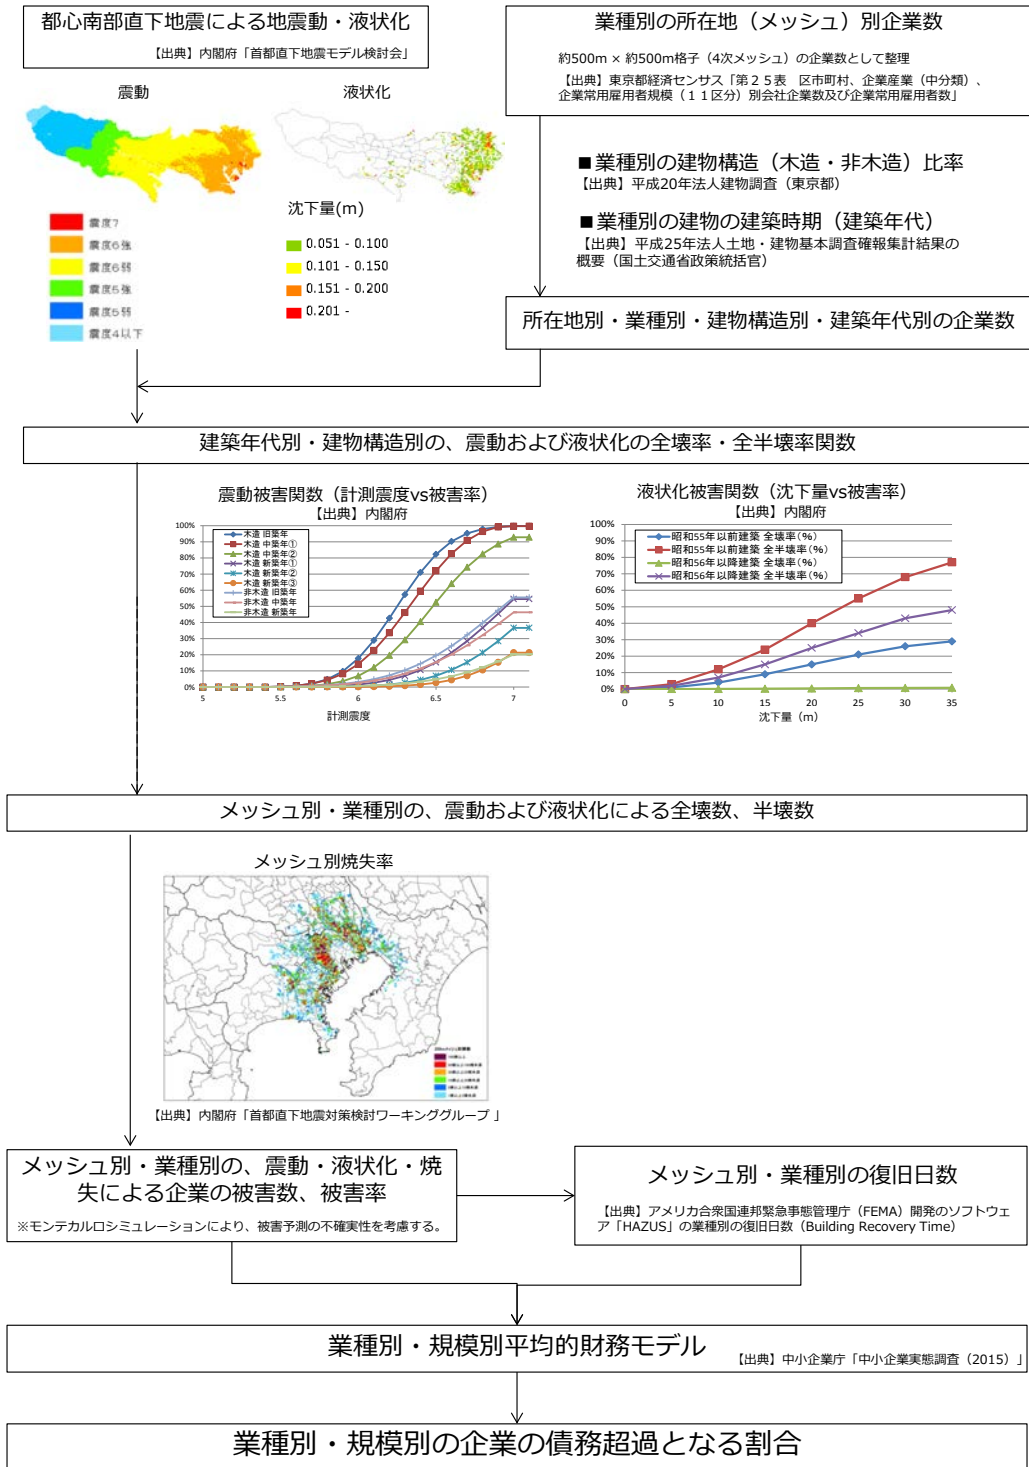 都心南部直下地震による地震動・液状化
【出典】内閣府「首都直下地震モデル検討会」
業種別の所在地（メッシュ）別企業数
約500m × 約500m格子（4次メッシュ）の企業数として整理
【出典】東京都経済センサス「第２５表　区市町村、企業産業（中分類）、
企業常用雇用者規模（１１区分）別会社企業数及び企業常用雇用者数」
震動
液状化
震度7
震度6強
震度6弱
震度5強
震度5弱
震度4以下
沈下量(m)
0.051 - 0.100
0.101 - 0.150
0.151 - 0.200
0.201 -
■業種別の建物構造（木造・非木造）比率
【出典】平成20年法人建物調査（東京都）
■業種別の建物の建築時期（建築年代）
【出典】平成25年法人土地・建物基本調査確報集計結果の
概要（国土交通省政策統括官）
所在地別・業種別・建物構造別・建築年代別の企業数
建築年代別・建物構造別の、震動および液状化の全壊率・全半壊率関数
震動被害関数（計測震度vs被害率）
【出典】内閣府
100%
90%
80%
70%
60%
50%
40%
30%
20%
10%
0%
木造 旧築年
木造 中築年①
木造 中築年②
木造 新築年①
木造 新築年②
木造 新築年③
非木造 旧築年
非木造 中築年
非木造 新築年
5 5.5 6 6.5 7
計測震度
液状化被害関数（沈下量vs被害率）
【出典】内閣府
100%
90%
80%
70%
60%
50%
40%
30%
20%
10%
0%
昭和55年以前建築 全壊率(%)
昭和55年以前建築 全半壊率(%)
昭和56年以降建築 全壊率(%)
昭和56年以降建築 全半壊率(%)
0 5 10 15 20 25 30 35
沈下量（m）
メッシュ別・業種別の、震動および液状化による全壊数、半壊数
メッシュ別焼失率
【出典】内閣府「首都直下地震対策検討ワーキンググループ 」
メッシュ別・業種別の、震動・液状化・焼
失による企業の被害数、被害率
※モンテカルロシミュレーションにより、被害予測の不確実性を考慮する。
メッシュ別・業種別の復旧日数
【出典】アメリカ合衆国連邦緊急事態管理庁（FEMA）開発のソフトウェ
ア「HAZUS」の業種別の復旧日数（Building Recovery Time）
業種別・規模別平均的財務モデル
【出典】中小企業庁「中小企業実態調査（2015）」
業種別・規模別の企業の債務超過となる割合